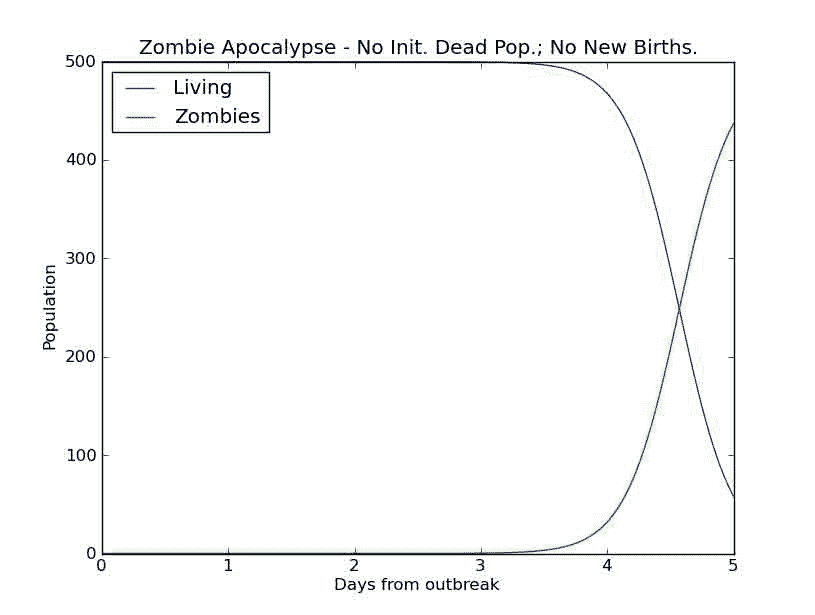 Zombie Apocalypse - No Init. Dead Pop.; No New Births.
Living
Zombies
500
400
300
200
100
0
Population
0 1 2 3 4 5
Days from outbreak